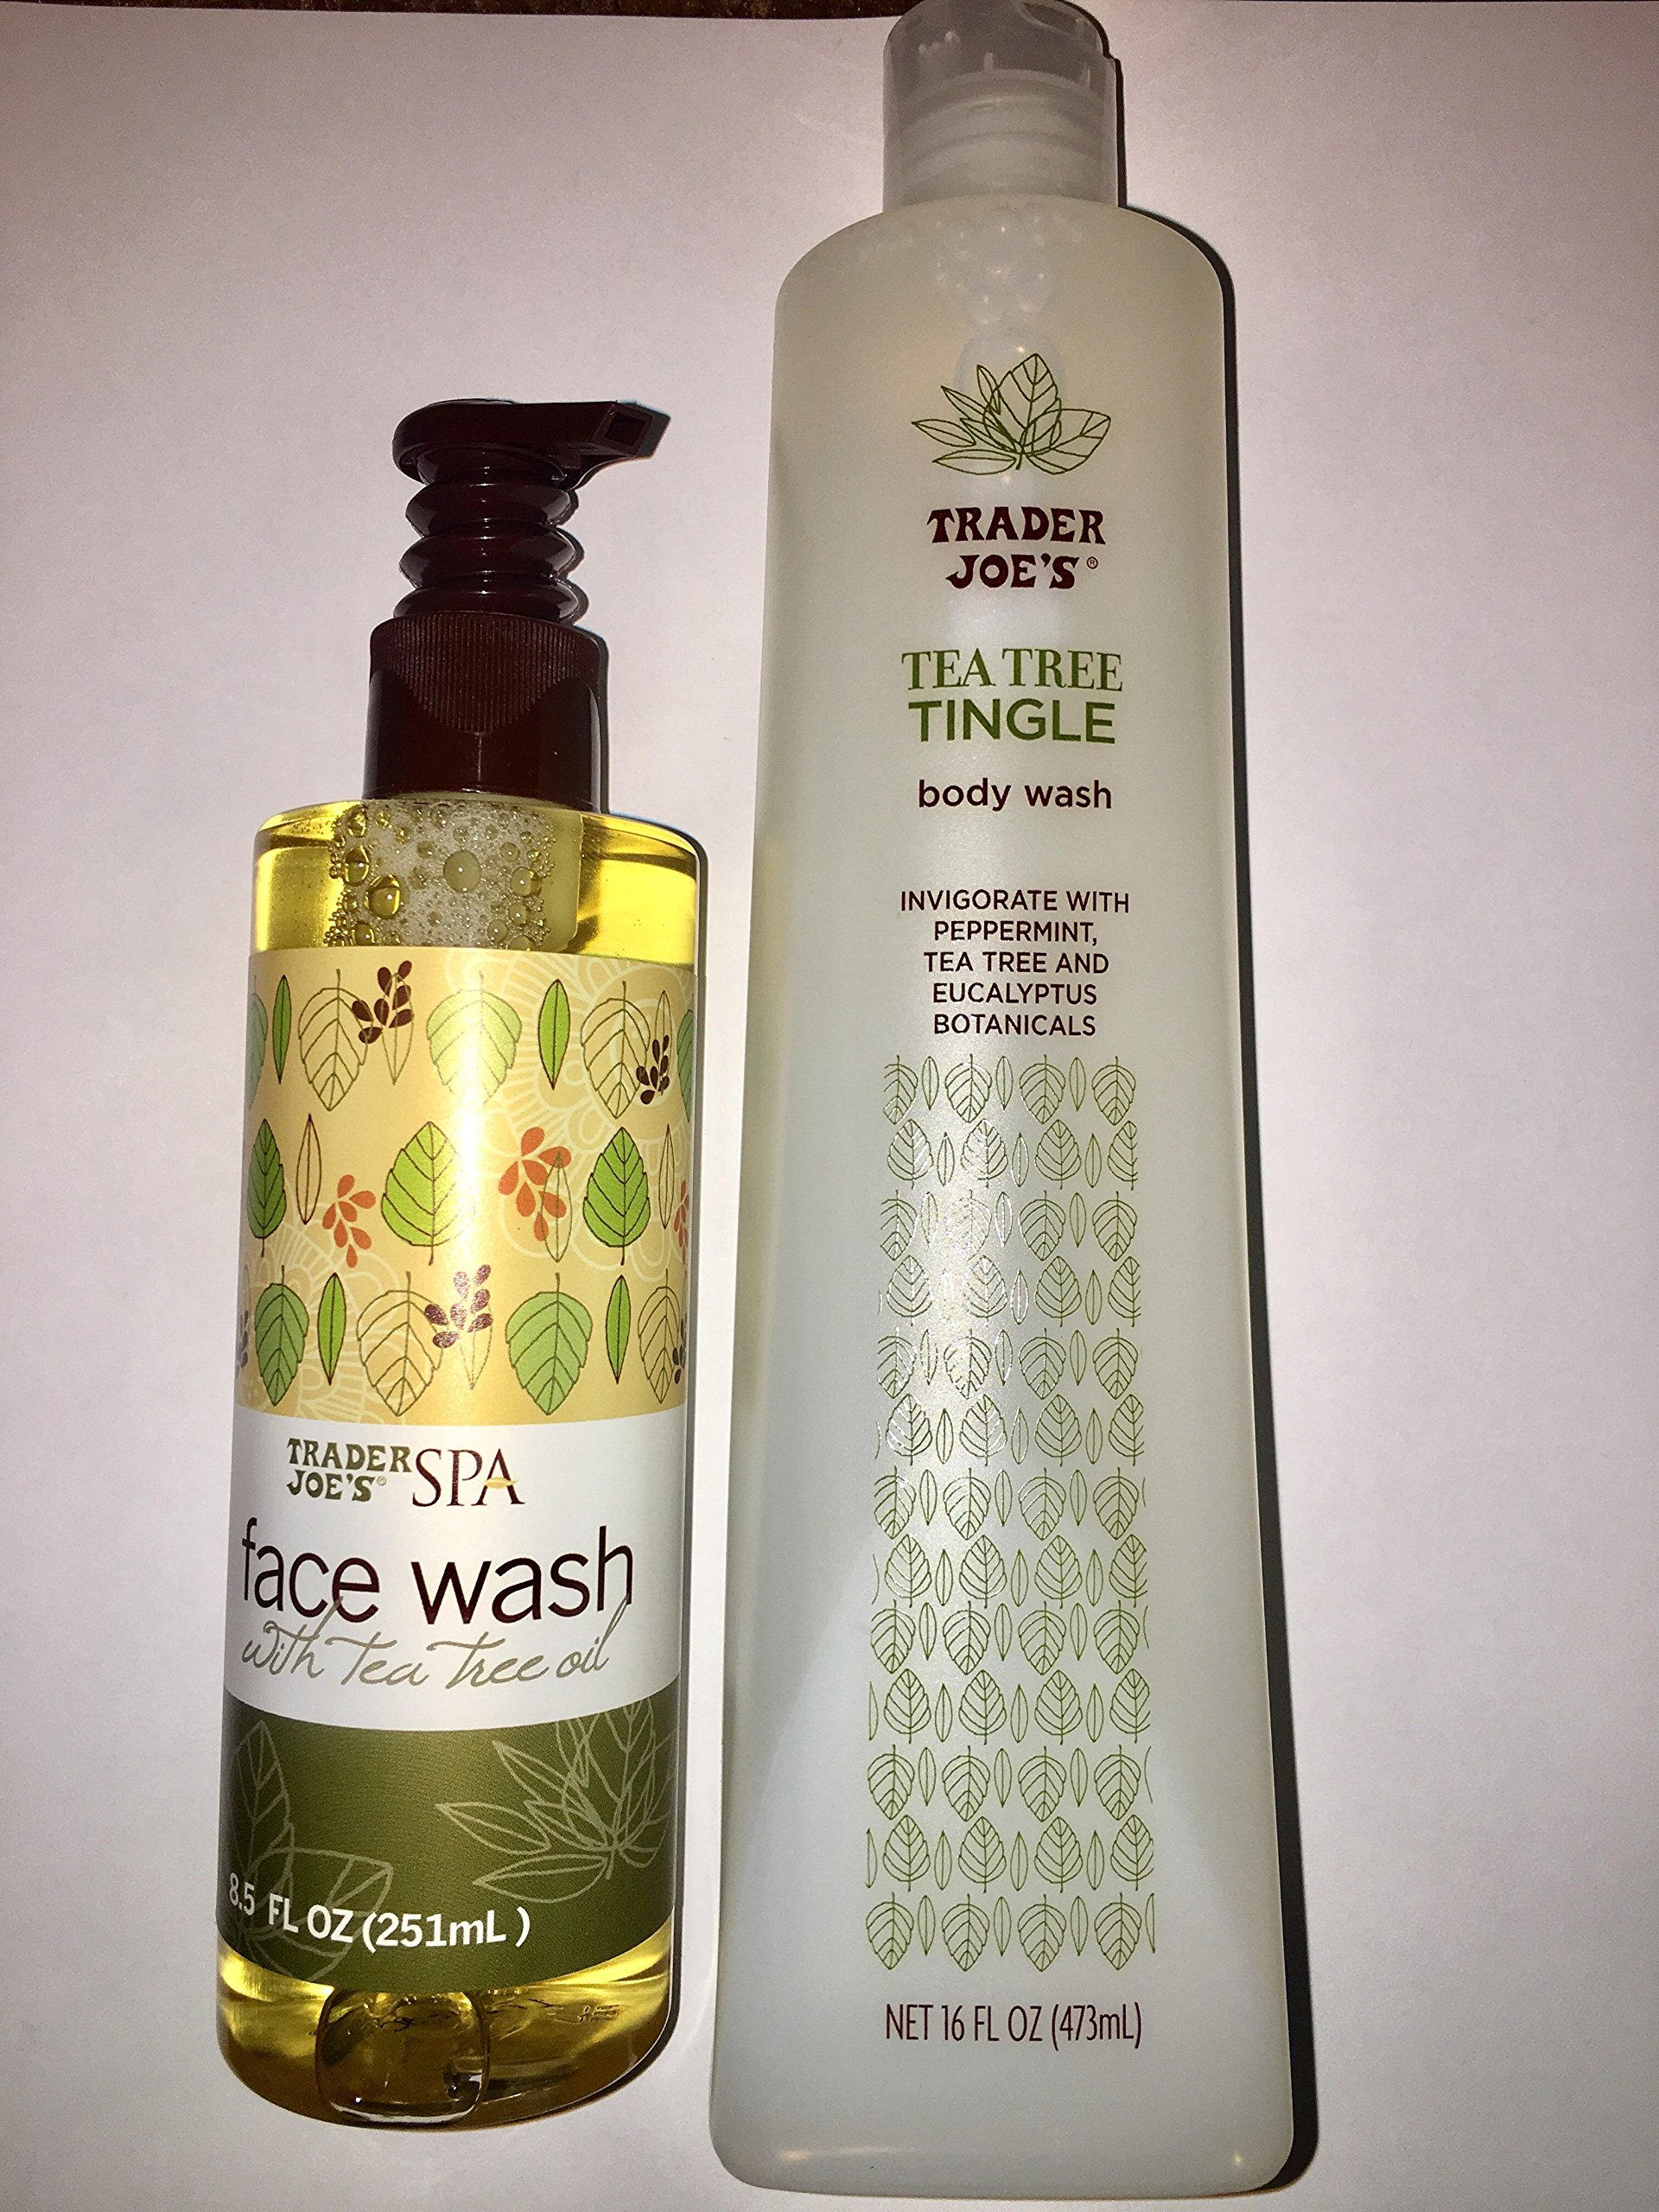 TRADER
JOE'S®
SPA
face wash
with Tea Tree oil
8.5 FL OZ (251mL)
TRADER
JOE'S®
TEA TREE
TINGLE
body wash
INVIGORATE WITH
PEPPERMINT,
TEA TREE AND
EUCALYPTUS
BOTANICALS
NET 16 FL OZ (473mL)